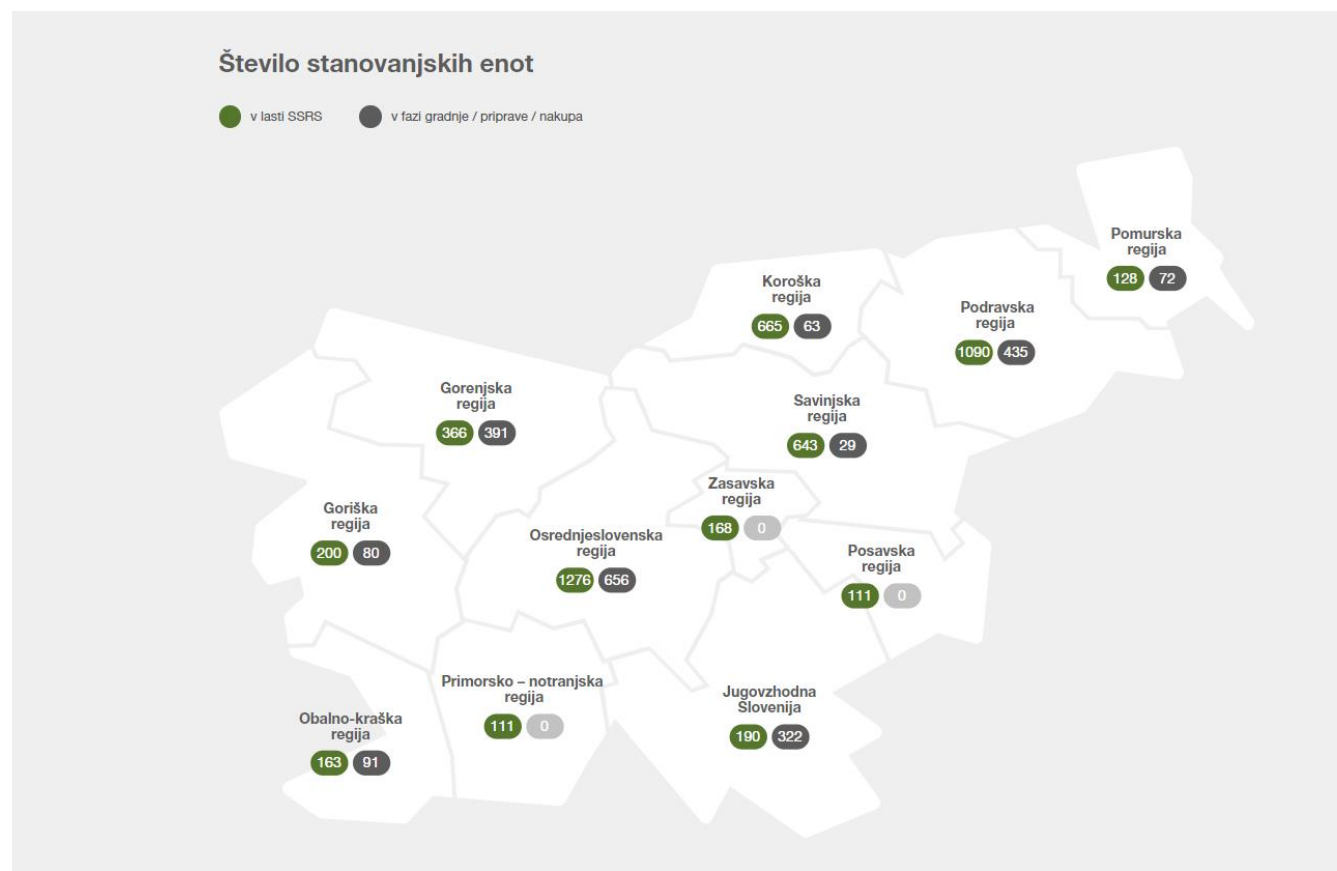 Število stanovanjskih enot
v lasti SSRS
v fazi gradnje / priprave / nakupa
Pomurska
regija
128 72
Koroška
regija
665 63
Podravska
regija
1090 435
Gorenjska
regija
366 391
Savinjska
regija
643 29
Zasavska
regija
168 0
Goriška
regija
200 80
Osrednjeslovenska
regija
1276 656
Posavska
regija
111 0
Primorsko – notranjska
regija
111 0
Jugovzhodna
Slovenija
190 322
Obalno-kraška
regija
163 91